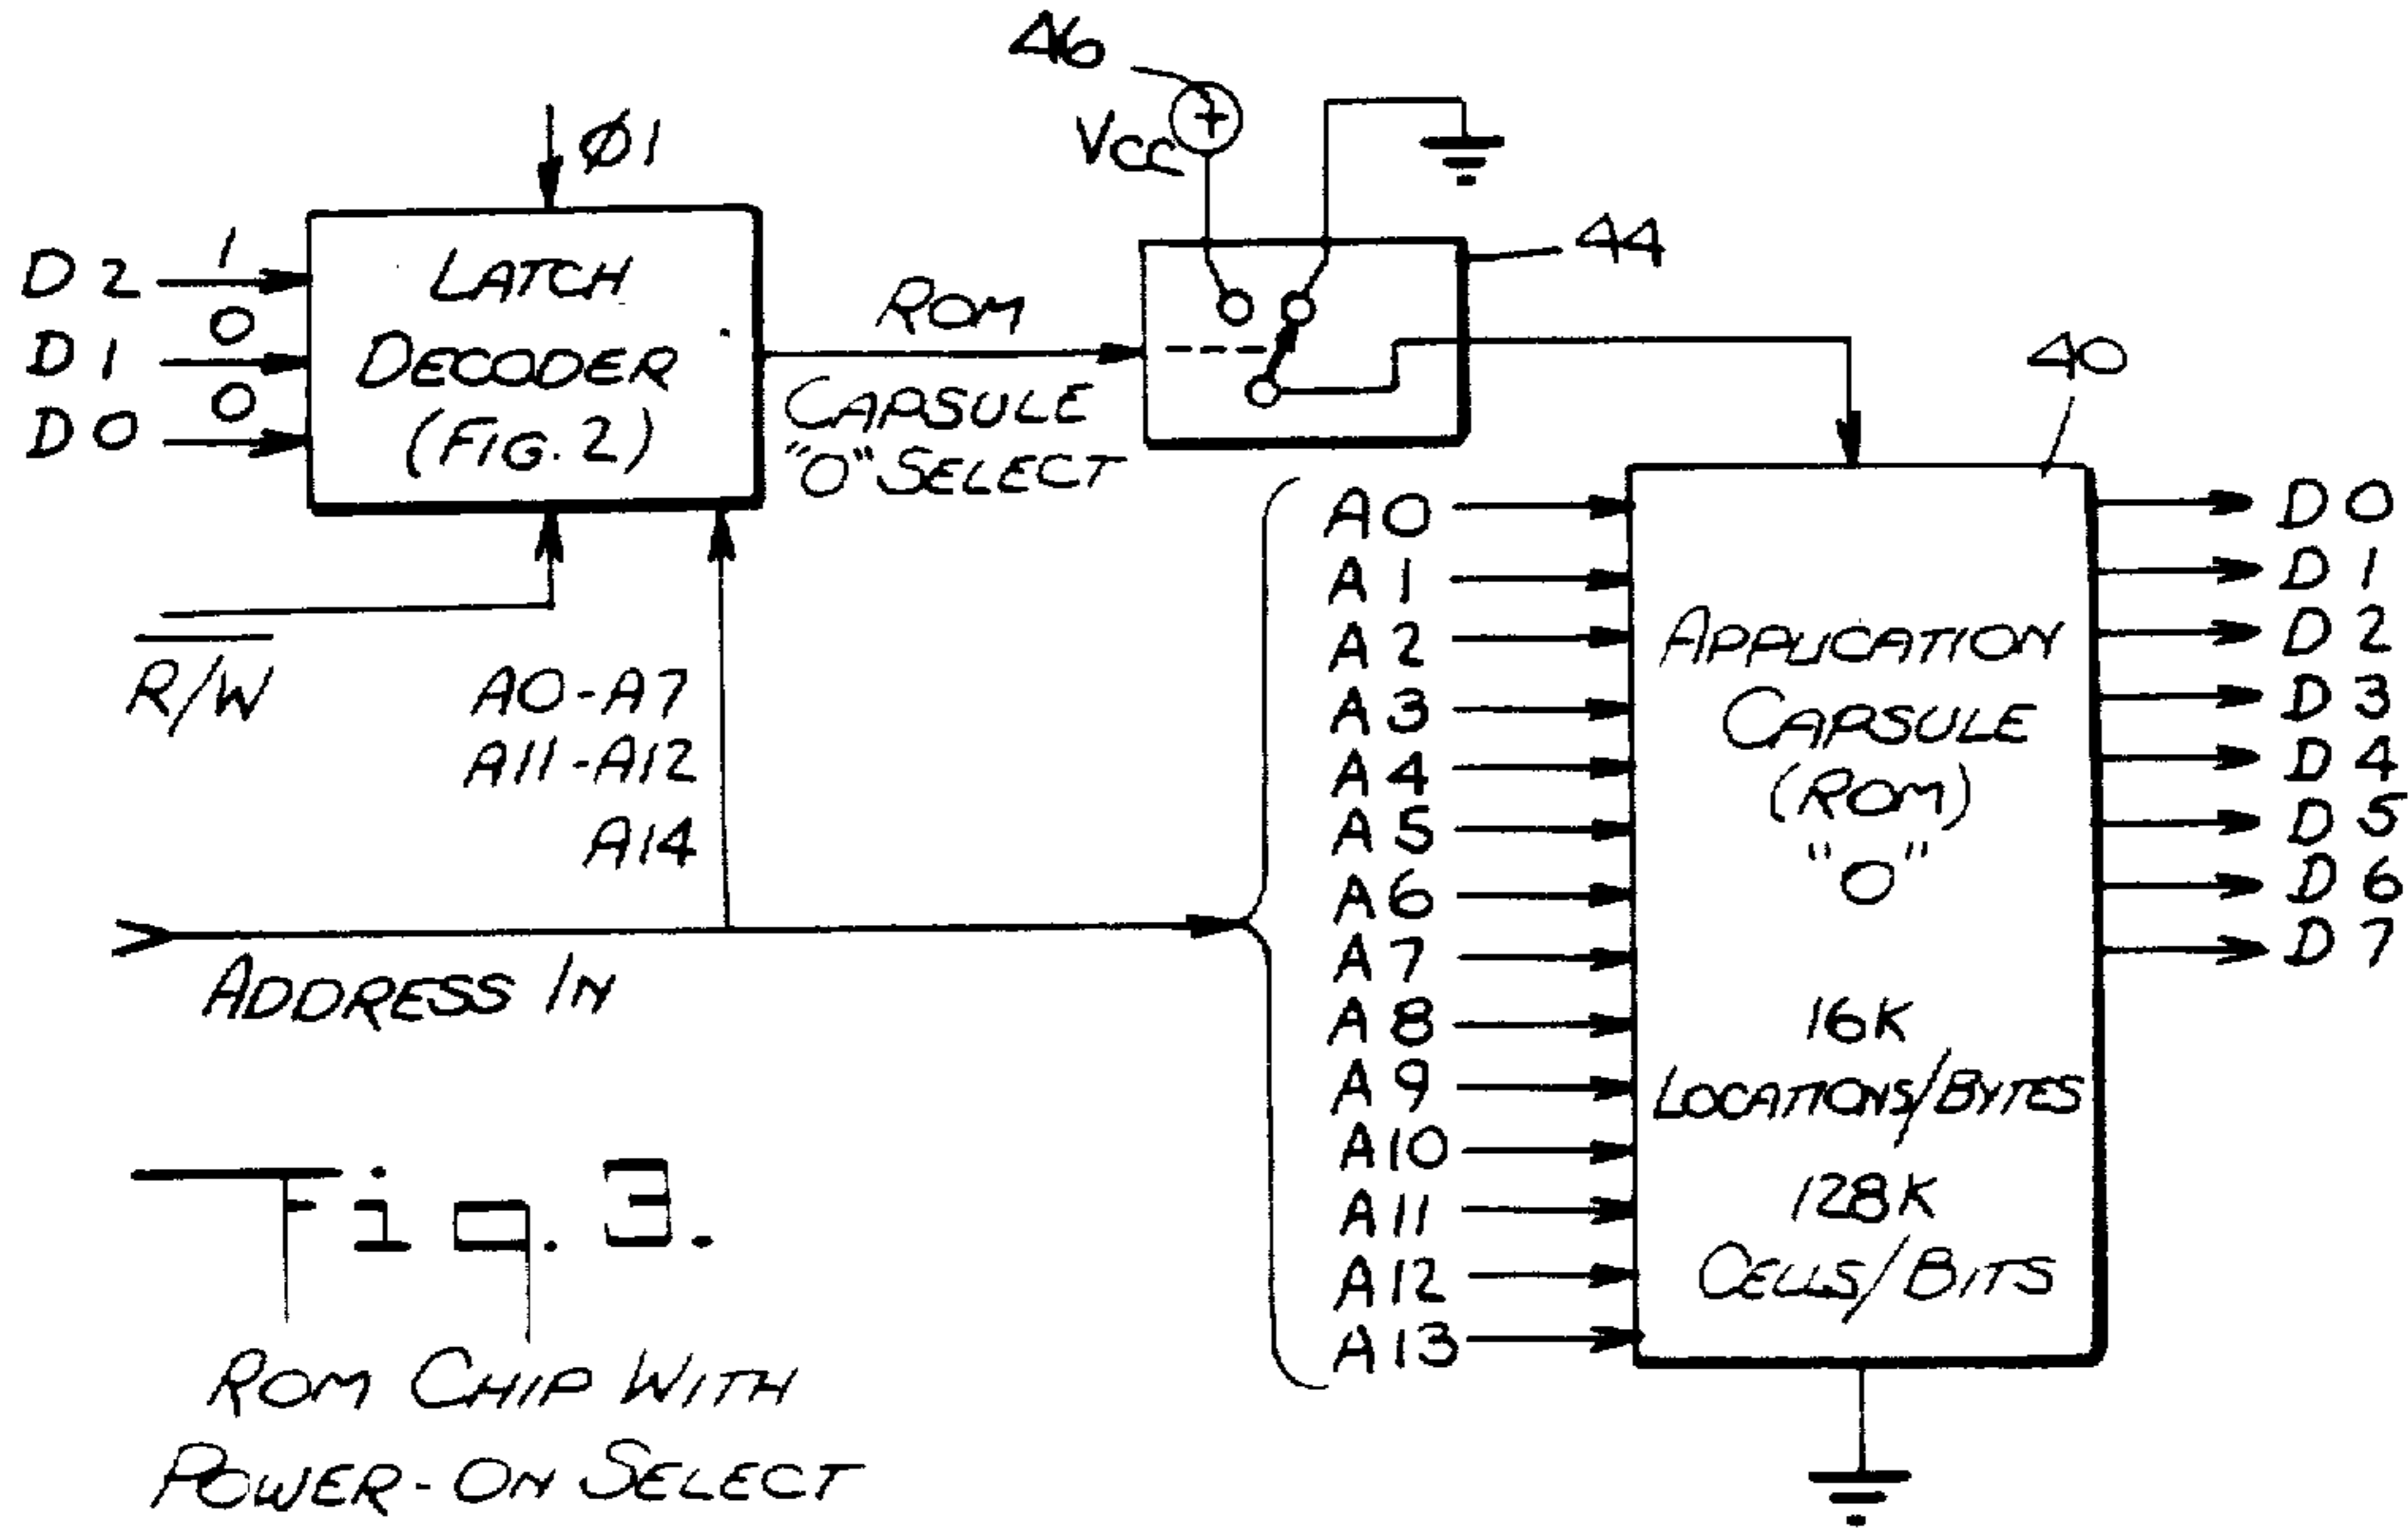 46
VCC
Ø1
44
D2 1
D1 0
D0 0
LATCH
DECODER
(FIG. 2)
ROM
CAPSULE
"0" SELECT
40
R/W
A0-A7
A11-A12
A14
ADDRESS IN
A0
A1
A2
A3
A4
A5
A6
A7
A8
A9
A10
A11
A12
A13
APPLICATION
CAPSULE
(ROM)
"0"
16K
LOCATIONS/BYTES
128K
CELLS/BITS
D0
D1
D2
D3
D4
D5
D6
D7
Fig. 3.
ROM CHIP WITH
POWER-ON SELECT